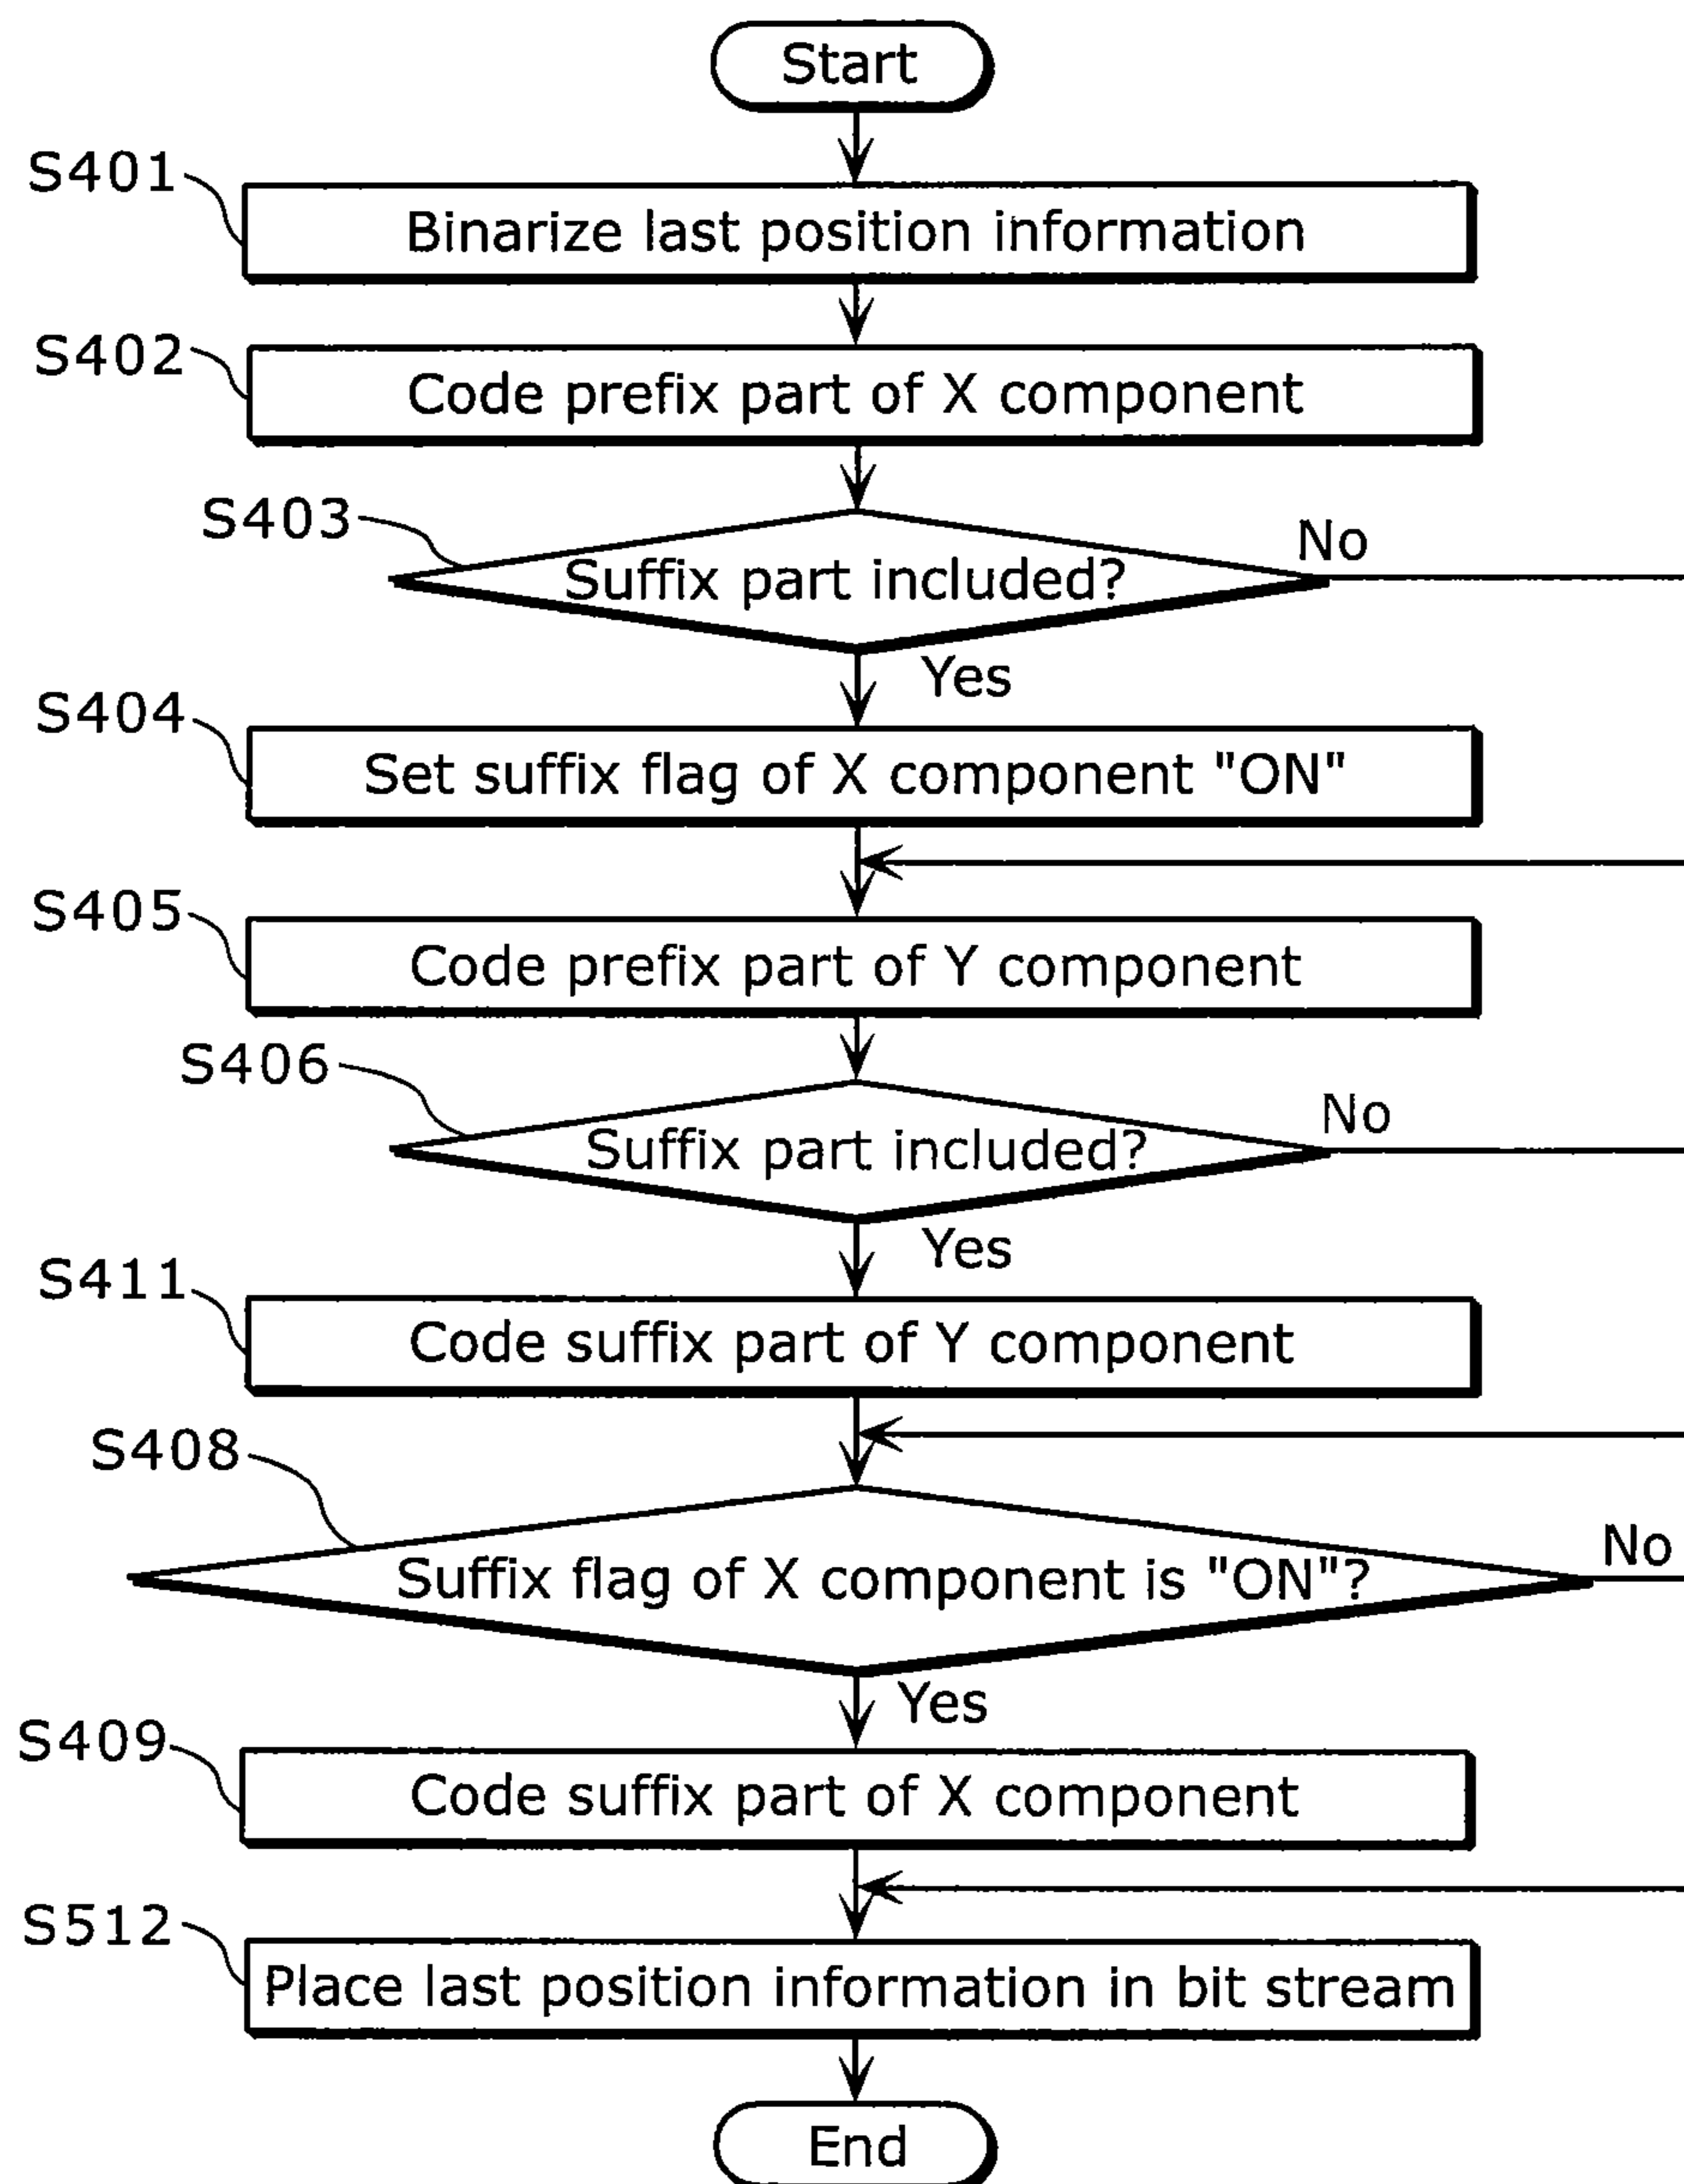 Start
S401
Binarize last position information
S402
Code prefix part of X component
S403
Suffix part included?
No
Yes
S404
Set suffix flag of X component "ON"
S405
Code prefix part of Y component
S406
Suffix part included?
No
Yes
S411
Code suffix part of Y component
S408
Suffix flag of X component is "ON"?
No
Yes
S409
Code suffix part of X component
S512
Place last position information in bit stream
End